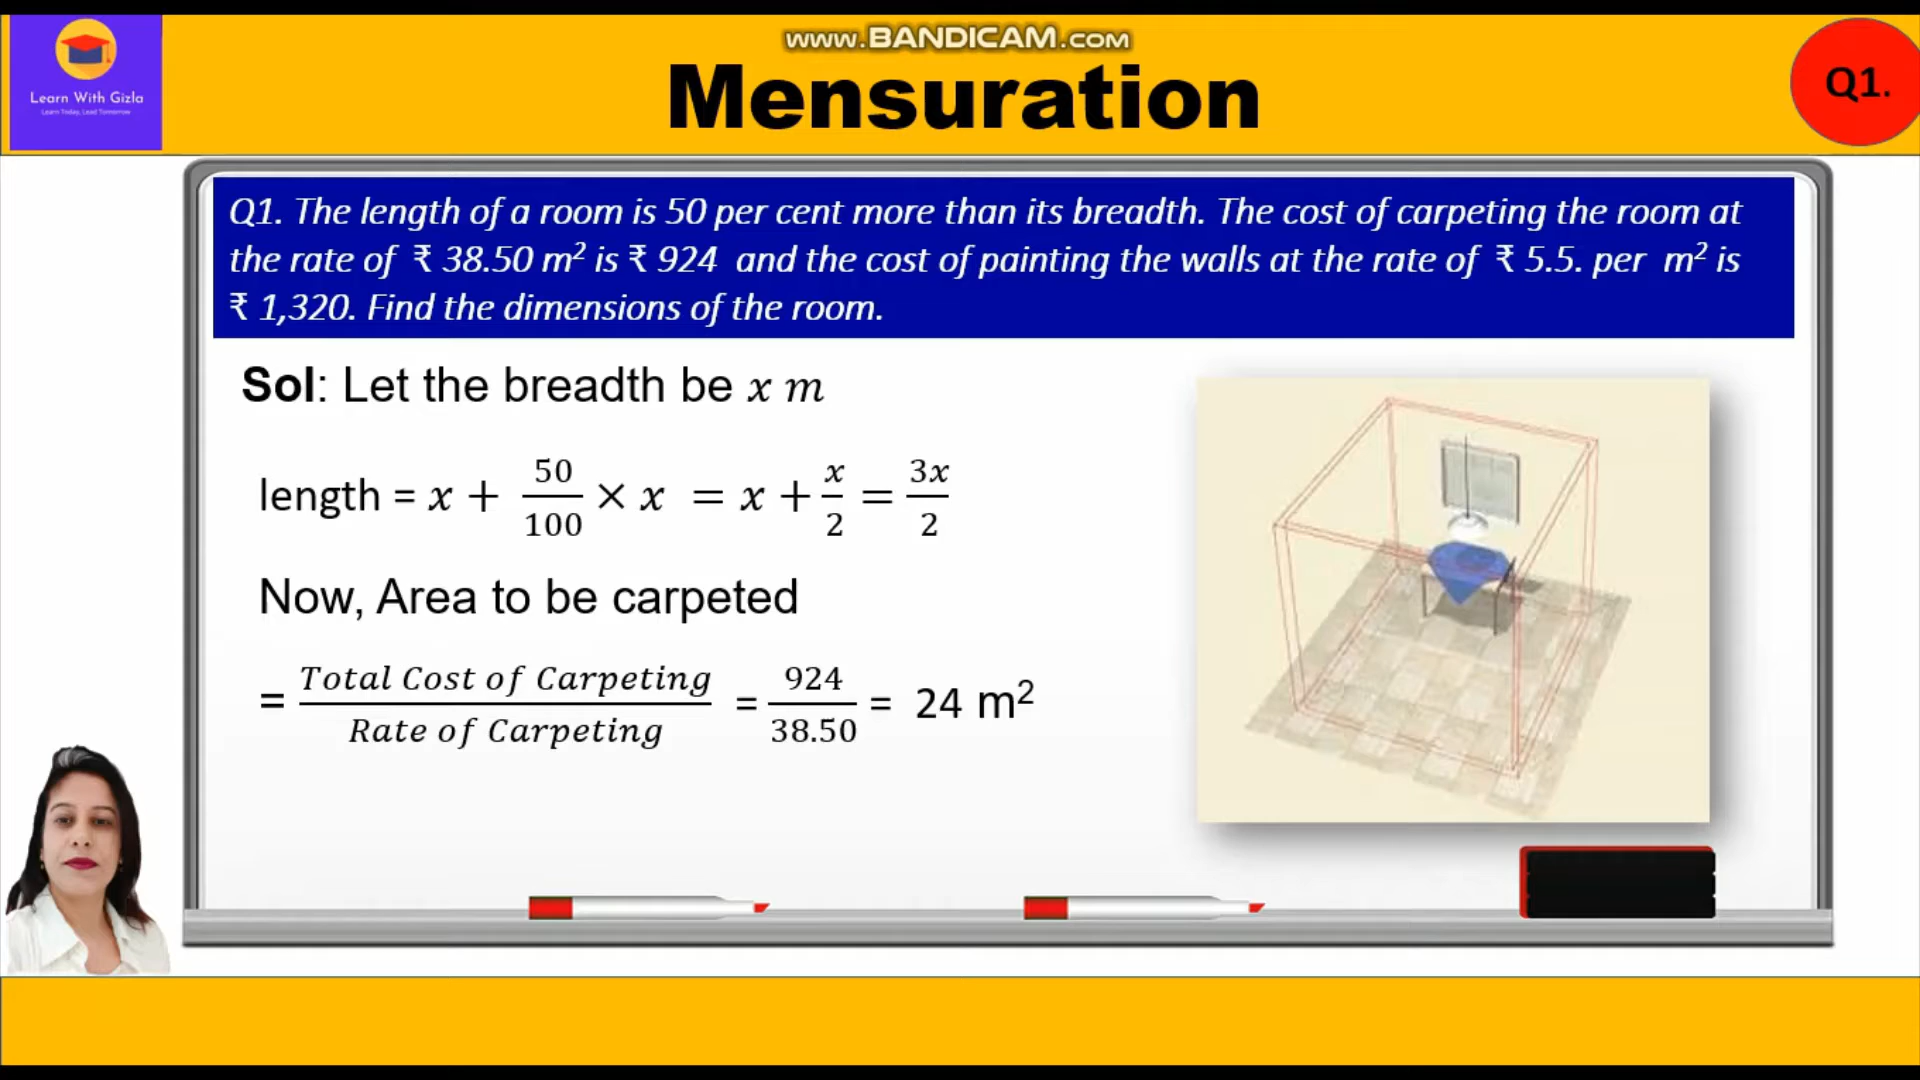 www.BANDICAM.com
Learn With Gizla
Learn Today, Lead Tomorrow
Mensuration
Q1.
Q1. The length of a room is 50 per cent more than its breadth. The cost of carpeting the room at
the rate of ₹ 38.50 m² is ₹ 924 and the cost of painting the walls at the rate of ₹ 5.5. per m² is
₹ 1,320. Find the dimensions of the room.
Sol: Let the breadth be x m
length = x + 50/100 × x = x + x/2 = 3x/2
Now, Area to be carpeted
= Total Cost of Carpeting/Rate of Carpeting = 924/38.50 = 24 m²